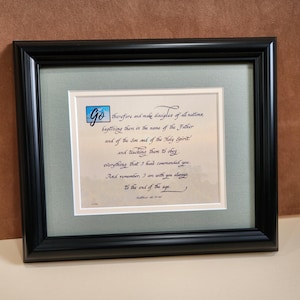 Go therefore and make disciples of all nations,
baptizing them in the name of the Father
and of the Son and of the Holy Spirit,
and teaching them to obey
everything that I have commanded you.
And remember, I am with you always
to the end of the age.